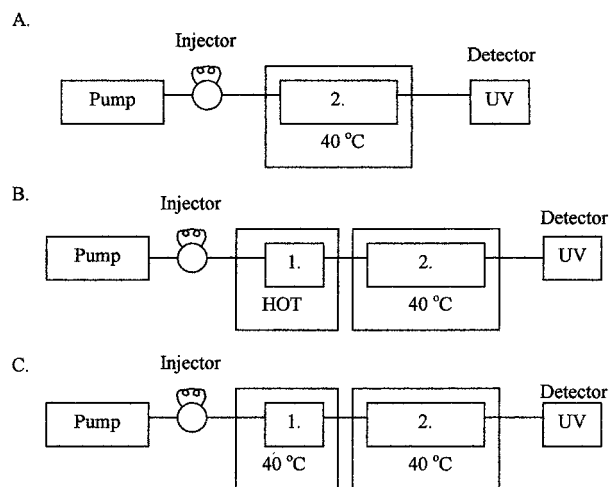 A.
Injector
Detector
Pump
2.
UV
40 °C
B.
Injector
Detector
Pump
1.
2.
UV
HOT
40 °C
C.
Injector
Detector
Pump
1.
2.
UV
40 °C
40 °C